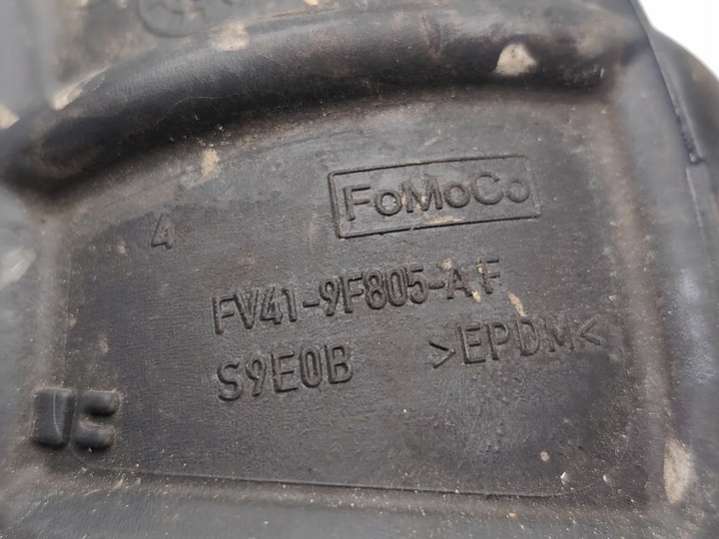 FoMoCo
4
FV41-9F805-AF
S9E0B >EPDM<